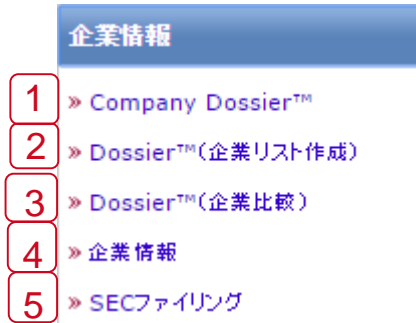 企業情報
1 » Company Dossier™
2 » Dossier™(企業リスト作成)
3 » Dossier™(企業比較)
4 » 企業情報
5 » SECファイリング